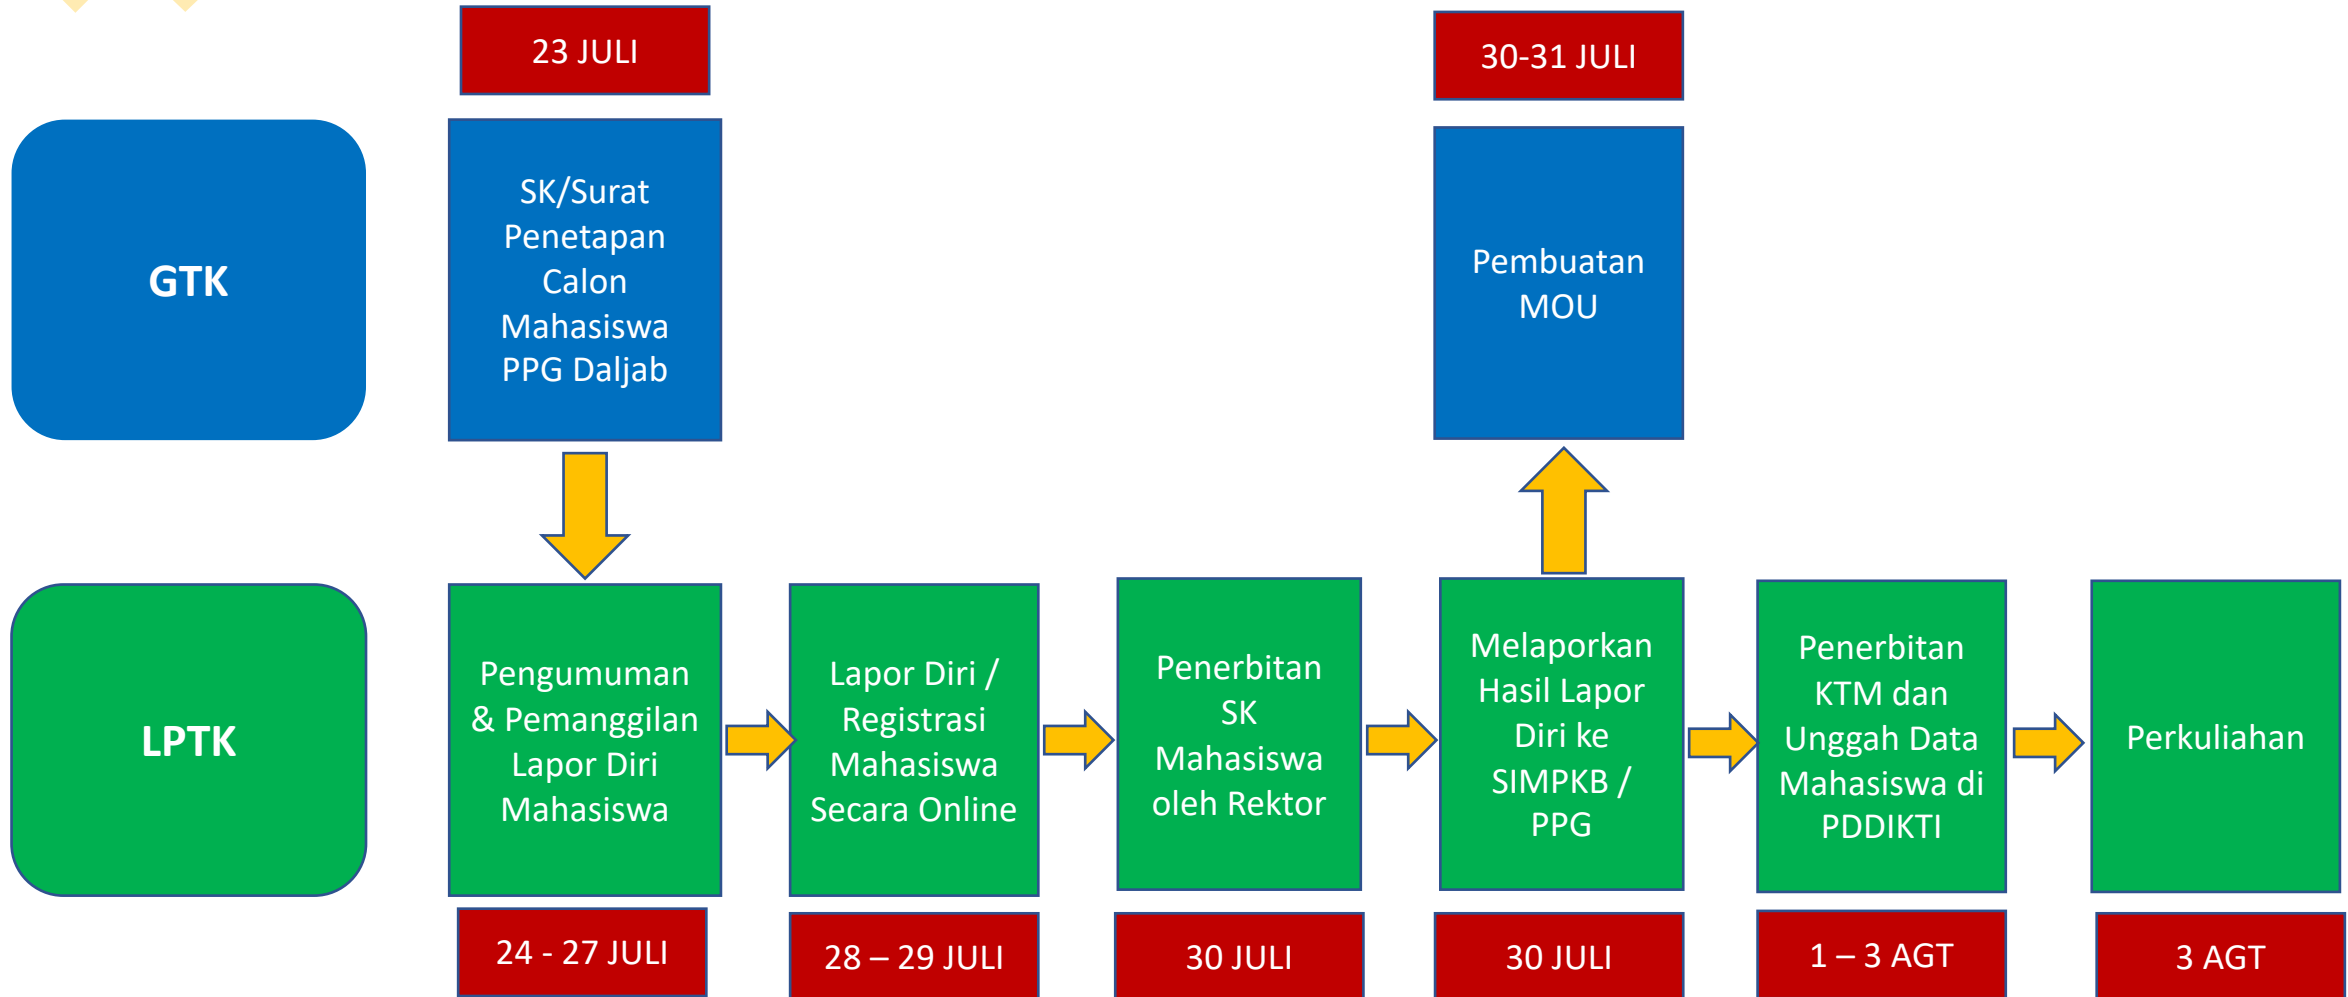 23 JULI
30-31 JULI
GTK
SK/Surat
Penetapan
Calon
Mahasiswa
PPG Daljab
Pembuatan
MOU
LPTK
Pengumuman
& Pemanggilan
Lapor Diri
Mahasiswa
Lapor Diri /
Registrasi
Mahasiswa
Secara Online
Penerbitan
SK
Mahasiswa
oleh Rektor
Melaporkan
Hasil Lapor
Diri ke
SIMPKB /
PPG
Penerbitan
KTM dan
Unggah Data
Mahasiswa di
PDDIKTI
Perkuliahan
24 - 27 JULI
28 – 29 JULI
30 JULI
30 JULI
1 – 3 AGT
3 AGT